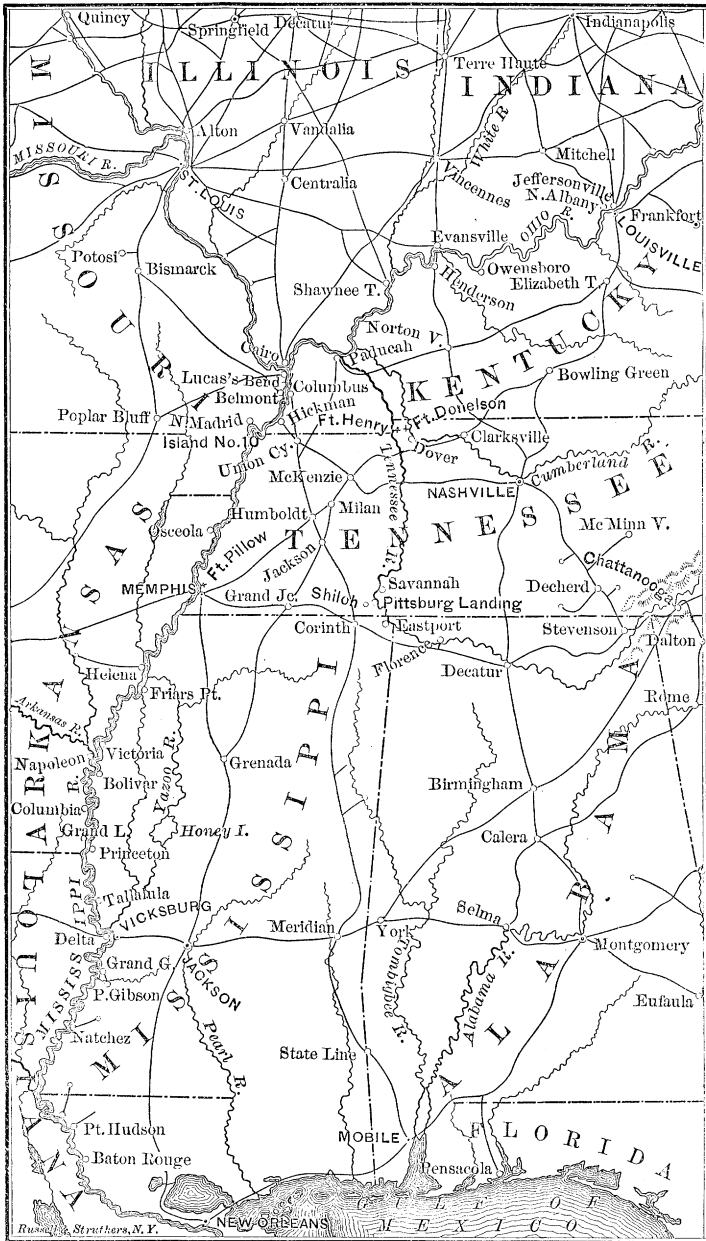 Quincy
Springfield
Decatur
Indianapolis
ILLINOIS
INDIANA
Terre Haute
White R
MISSOURI
Alton
Vandalia
MISSOURI R.
ST. LOUIS
Vincennes
Mitchell
Centralia
Jeffersonville
N. Albany
Frankfort
LOUISVILLE
OHIO R.
Evansville
Potosi
Bismarck
Owensboro
Henderson
Elizabeth T.
Shawnee T.
Norton V.
KENTUCKY
Cairo
Paducah
Lucas's Bend
Columbus
Belmont
Bowling Green
Hickman
Poplar Bluff
N. Madrid
Ft. Henry
Ft. Donelson
Island No. 10
Dover
Clarksville
Union Cy.
Tennessee R.
Cumberland R.
McKenzie
NASHVILLE
Humboldt
Milan
TENNESSEE
Osceola
Mc Minn V.
Ft. Pillow
Jackson
Chattanooga
MEMPHIS
Savannah
Decherd
Grand Jc.
Shiloh
Pittsburg Landing
Corinth
Eastport
Stevenson
Dalton
Florence
Decatur
Helena
ARKANSAS
Friars Pt.
Rome
Arkansas R.
Napoleon
Victoria
Yazoo R.
Grenada
Bolivar
Birmingham
Columbia
Grand L.
Honey I.
Calera
Princeton
MISSISSIPPI
ALABAMA
Tallalula
VICKSBURG
Selma
Delta
Meridian
York
Montgomery
MISSISSIPPI R.
Grand G.
JACKSON
Tombigbee R.
Alabama R.
P. Gibson
Eufaula
LOUISIANA
Natchez
Pearl R.
State Line
Pt. Hudson
MOBILE
FLORIDA
Baton Rouge
Pensacola
GULF OF
MEXICO
NEW ORLEANS
Russell & Struthers, N.Y.